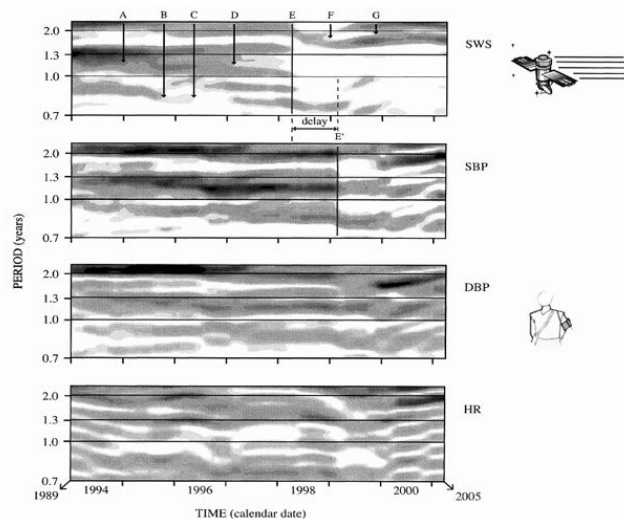 A B C D E F G
2.0
1.3
1.0
0.7
SWS
delay
E'
2.0
1.3
1.0
0.7
SBP
PERIOD (years)
2.0
1.3
1.0
0.7
DBP
2.0
1.3
1.0
0.7
HR
1989 1994 1996 1998 2000 2005
TIME (calendar date)